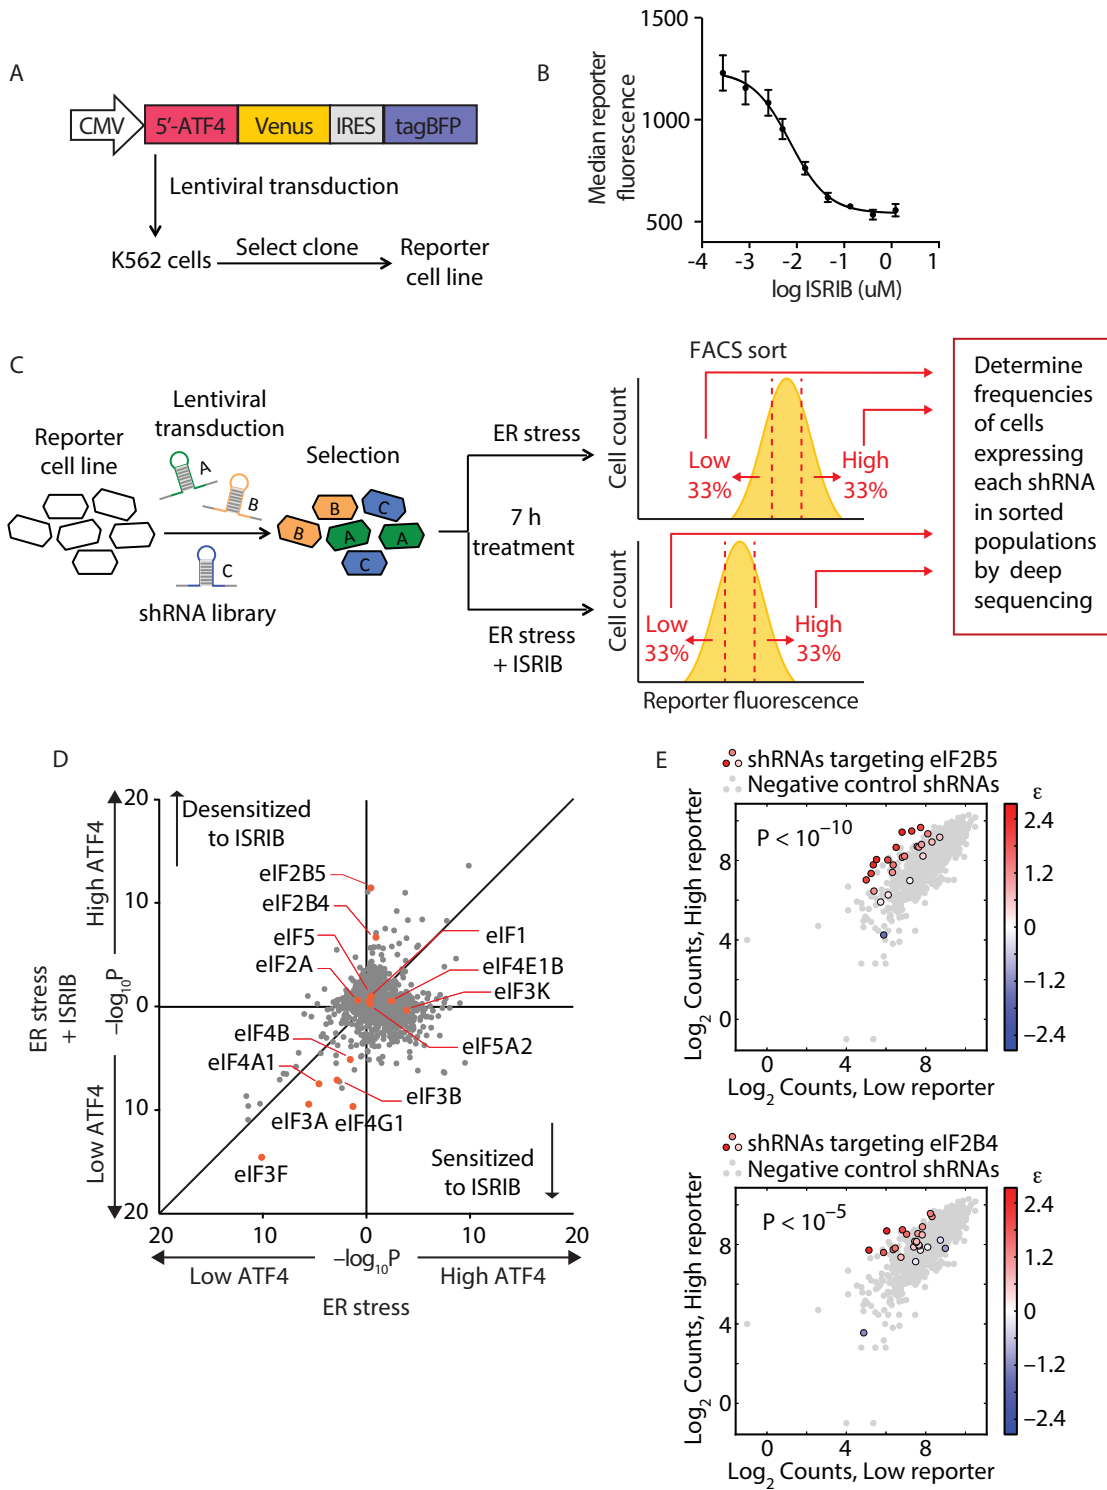 A
CMV
5′-ATF4
Venus
IRES
tagBFP
Lentiviral transduction
K562 cells
Select clone
Reporter
cell line
B
1500
1000
500
Median reporter
fluorescence
-4
-3
-2
-1
0
1
log ISRIB (uM)
C
Reporter
cell line
Lentiviral
transduction
A
B
C
shRNA library
Selection
B
C
B
A
A
C
ER stress
7 h
treatment
ER stress
+ ISRIB
FACS sort
Cell count
Low
33%
High
33%
Cell count
Low
33%
High
33%
Reporter fluorescence
Determine
frequencies
of cells
expressing
each shRNA
in sorted
populations
by deep
sequencing
D
20
10
0
10
20
High ATF4
–log10P
Low ATF4
ER stress
+ ISRIB
Desensitized
to ISRIB
eIF2B5
eIF2B4
eIF5
eIF2A
eIF1
eIF4E1B
eIF3K
eIF5A2
eIF4B
eIF4A1
eIF3B
eIF3A
eIF4G1
eIF3F
Sensitized
to ISRIB
20
10
0
10
20
Low ATF4
–log10P
High ATF4
ER stress
E
shRNAs targeting eIF2B5
Negative control shRNAs
P < 10−10
8
4
0
Log2 Counts, High reporter
0
4
8
Log2 Counts, Low reporter
ε
2.4
1.2
0
−1.2
−2.4
shRNAs targeting eIF2B4
Negative control shRNAs
P < 10−5
8
4
0
Log2 Counts, High reporter
0
4
8
Log2 Counts, Low reporter
ε
2.4
1.2
0
−1.2
−2.4